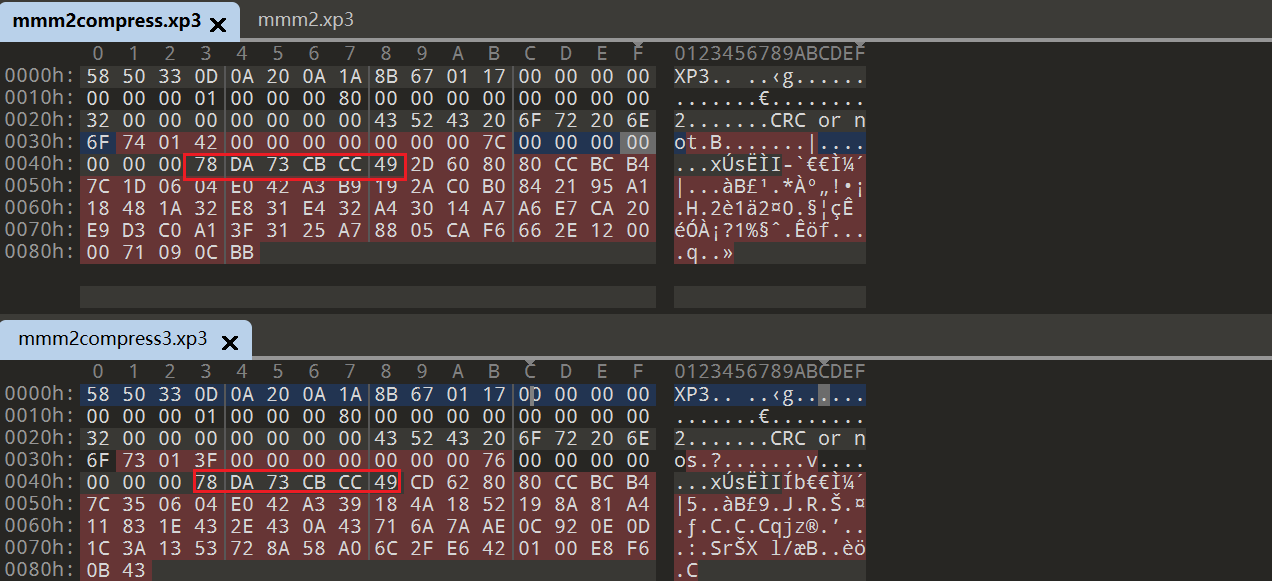 mmm2compress.xp3 mmm2.xp3
0 1 2 3 4 5 6 7 8 9 A B C D E F 0123456789ABCDEF
0000h: 58 50 33 0D 0A 20 0A 1A 8B 67 01 17 00 00 00 00 XP3.. ..‹g......
0010h: 00 00 00 01 00 00 00 80 00 00 00 00 00 00 00 00 .......€........
0020h: 32 00 00 00 00 00 00 00 43 52 43 20 6F 72 20 6E 2.......CRC or n
0030h: 6F 74 01 42 00 00 00 00 00 00 00 7C 00 00 00 00 ot.B.......|....
0040h: 00 00 00 78 DA 73 CB CC 49 2D 60 80 80 CC BC B4 ...xÚsËÌI-`€€Ì¼´
0050h: 7C 1D 06 04 E0 42 A3 B9 19 2A C0 B0 84 21 95 A1 |...àB£¹.*À°„!•¡
0060h: 18 48 1A 32 E8 31 E4 32 A4 30 14 A7 A6 E7 CA 20 .H.2è1ä2¤0.§¦çÊ
0070h: E9 D3 C0 A1 3F 31 25 A7 88 05 CA F6 66 2E 12 00 éÓÀ¡?1%§ˆ.Êöf...
0080h: 00 71 09 0C BB .q..»
mmm2compress3.xp3
0 1 2 3 4 5 6 7 8 9 A B C D E F 0123456789ABCDEF
0000h: 58 50 33 0D 0A 20 0A 1A 8B 67 01 17 00 00 00 00 XP3.. ..‹g......
0010h: 00 00 00 01 00 00 00 80 00 00 00 00 00 00 00 00 .......€........
0020h: 32 00 00 00 00 00 00 00 43 52 43 20 6F 72 20 6E 2.......CRC or n
0030h: 6F 73 01 3F 00 00 00 00 00 00 00 76 00 00 00 00 os.?.......v....
0040h: 00 00 00 78 DA 73 CB CC 49 CD 62 80 80 CC BC B4 ...xÚsËÌIÍb€€Ì¼´
0050h: 7C 35 06 04 E0 42 A3 39 18 4A 18 52 19 8A 81 A4 |5..àB£9.J.R.Š.¤
0060h: 11 83 1E 43 2E 43 0A 43 71 6A 7A AE 0C 92 0E 0D .ƒ.C.C.Cqjz®.’..
0070h: 1C 3A 13 53 72 8A 58 A0 6C 2F E6 42 01 00 E8 F6 .:.SrŠX l/æB..èö
0080h: 0B 43 .C